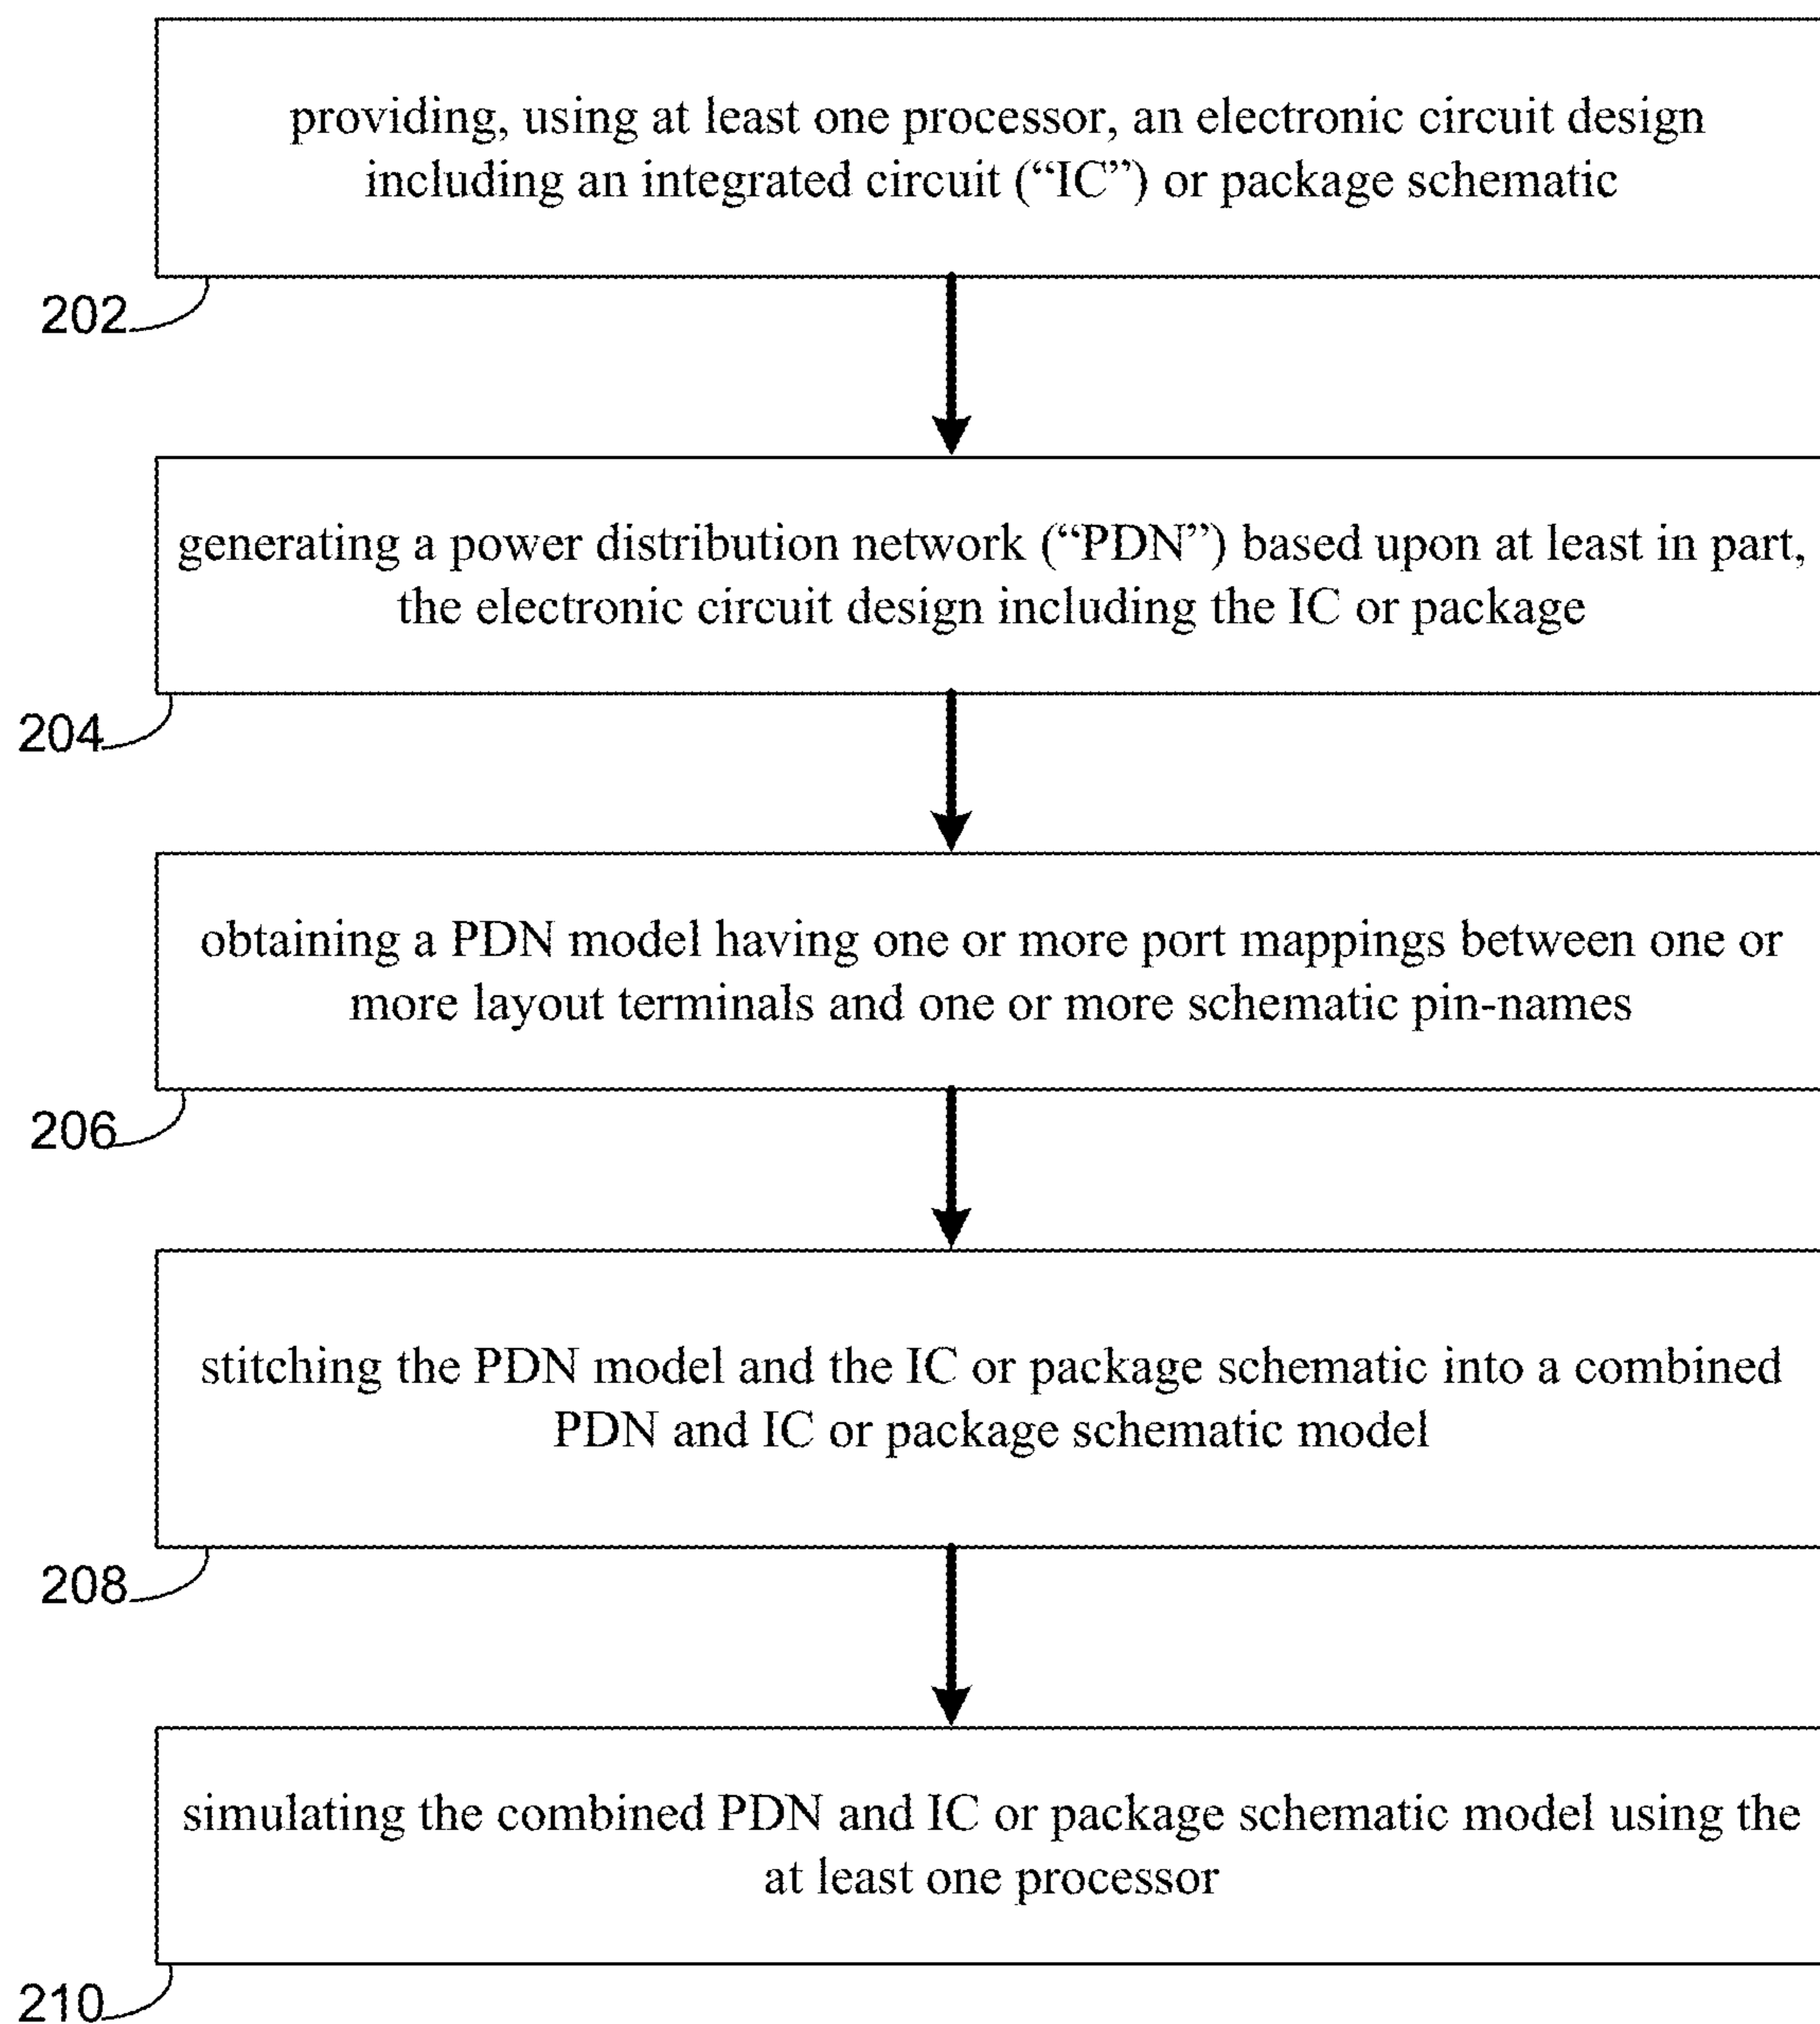 providing, using at least one processor, an electronic circuit design
including an integrated circuit (“IC”) or package schematic
202
generating a power distribution network (“PDN”) based upon at least in part,
the electronic circuit design including the IC or package
204
obtaining a PDN model having one or more port mappings between one or
more layout terminals and one or more schematic pin-names
206
stitching the PDN model and the IC or package schematic into a combined
PDN and IC or package schematic model
208
simulating the combined PDN and IC or package schematic model using the
at least one processor
210